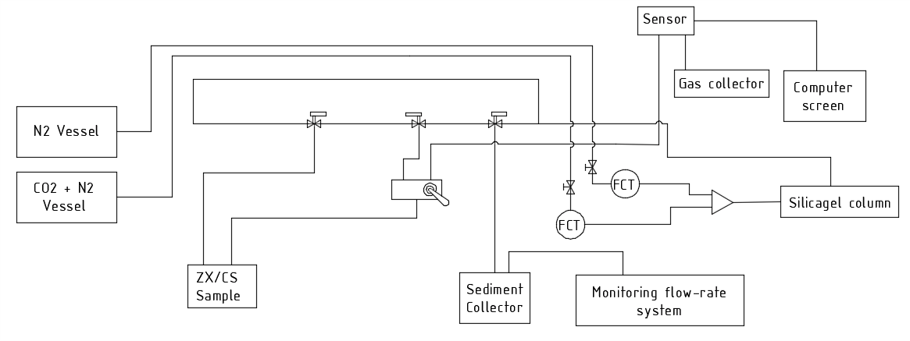 Sensor
Gas collector
Computer
screen
N2 Vessel
CO2 + N2
Vessel
FCT
FCT
Silicagel column
ZX/CS
Sample
Sediment
Collector
Monitoring flow-rate
system